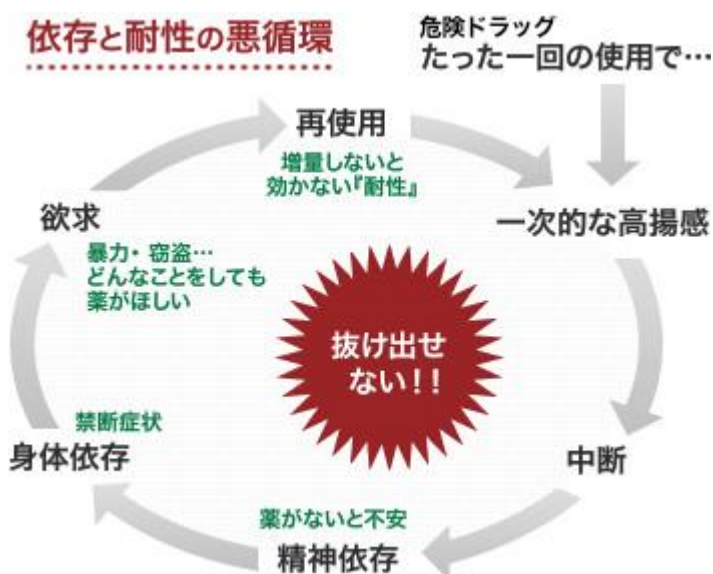 依存と耐性の悪循環
危険ドラッグ
たった一回の使用で…
再使用
増量しないと
効かない『耐性』
一次的な高揚感
中断
薬がないと不安
精神依存
禁断症状
身体依存
欲求
暴力・窃盗…
どんなことをしても
薬がほしい
抜け出せ
ない!!